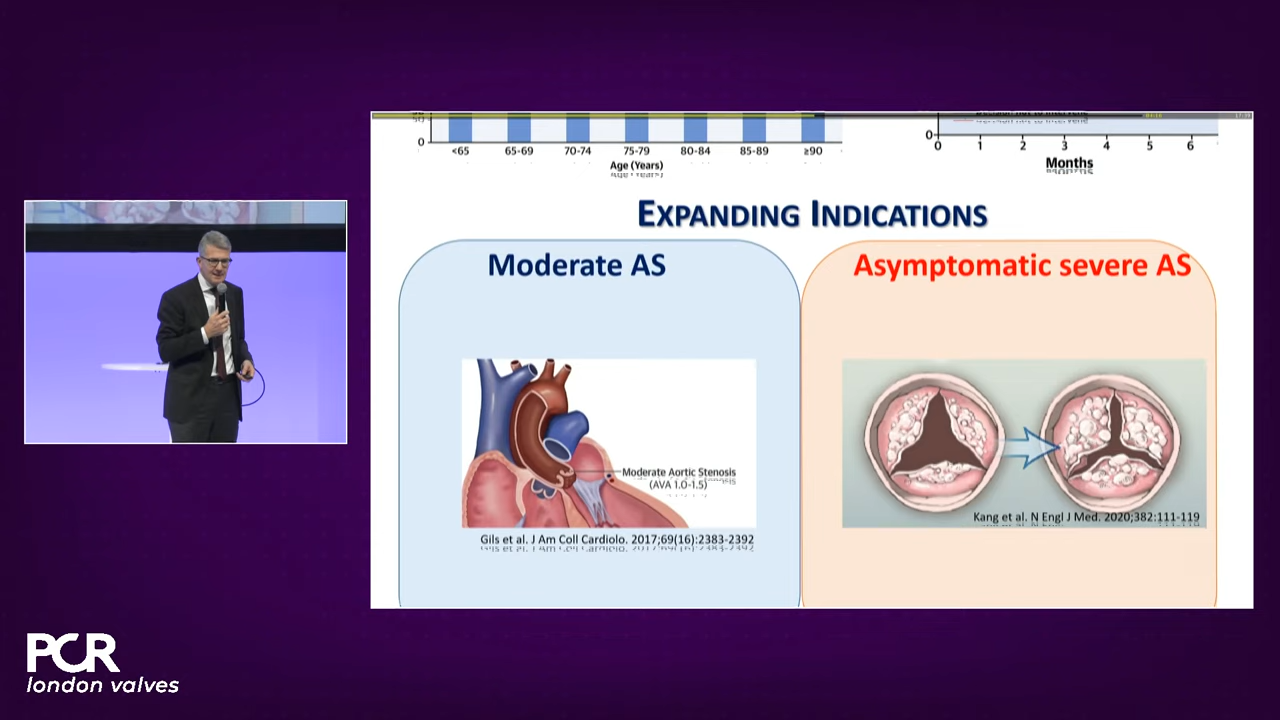 0
<65 65-69 70-74 75-79 80-84 85-89 ≥90
Age (Years)
0
0 1 2 3 4 5 6
Months
EXPANDING INDICATIONS
Moderate AS
Asymptomatic severe AS
Moderate Aortic Stenosis
(AVA 1.0-1.5)
Kang et al. N Engl J Med. 2020;382:111-119
Gils et al. J Am Coll Cardiolo. 2017;69(16):2383-2392
PCR
london valves